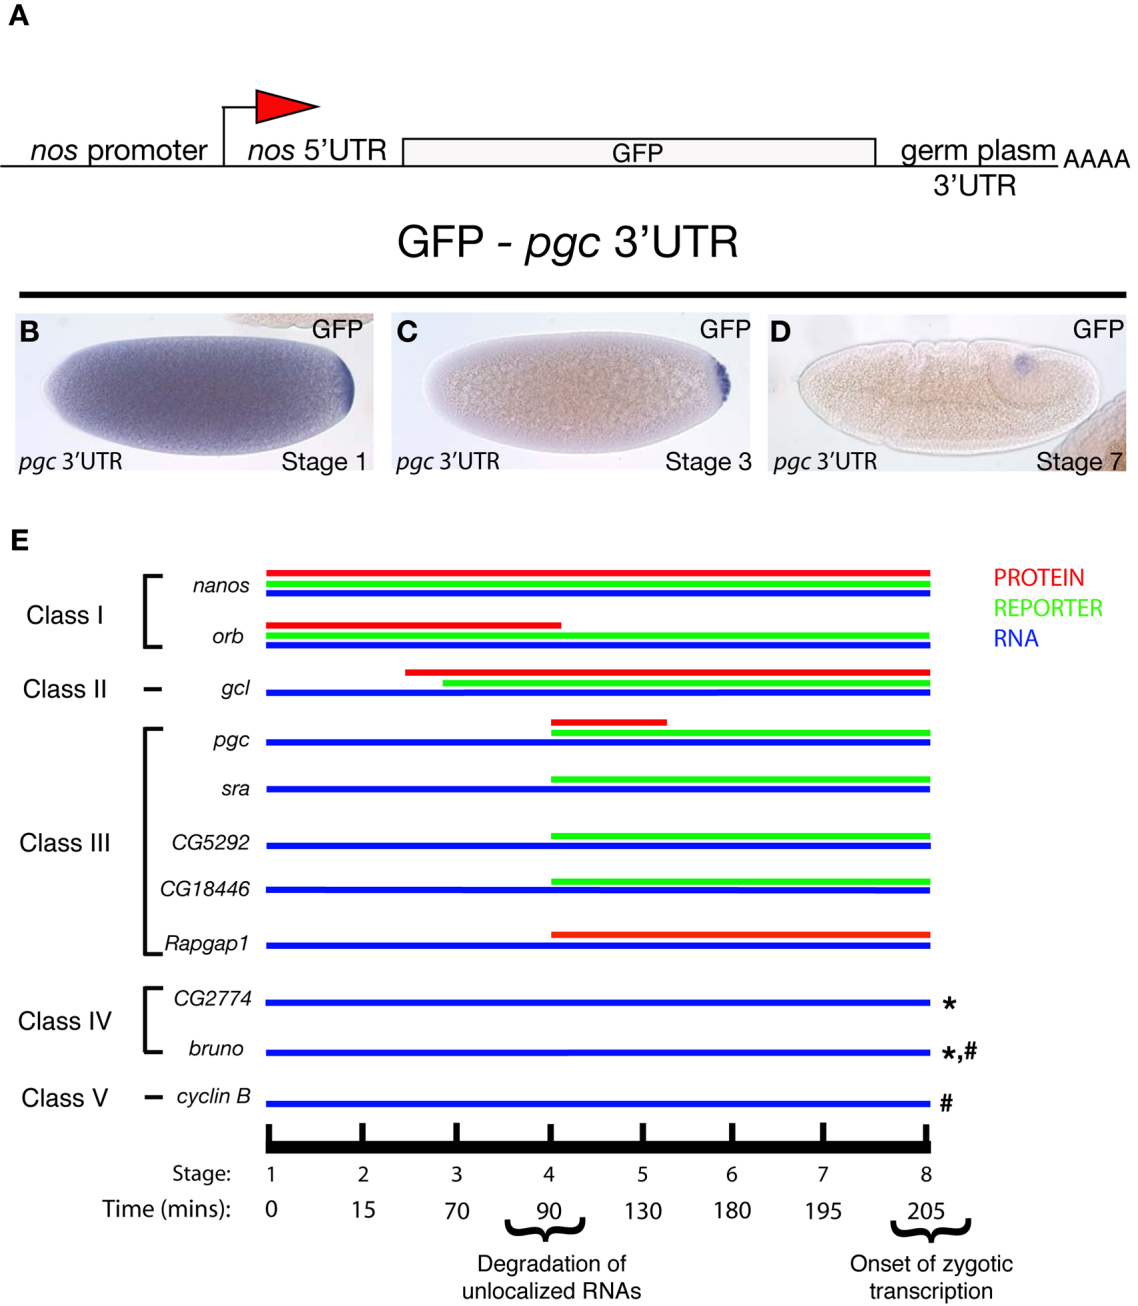 A
nos promoter
nos 5’UTR
GFP
germ plasm
3’UTR
AAAA
GFP - pgc 3’UTR
B
GFP
pgc 3’UTR
Stage 1
C
GFP
pgc 3’UTR
Stage 3
D
GFP
pgc 3’UTR
Stage 7
E
PROTEIN
REPORTER
RNA
Class I
nanos
orb
Class II
gcl
Class III
pgc
sra
CG5292
CG18446
Rapgap1
Class IV
CG2774
*
bruno
*,#
Class V
cyclin B
#
Stage: 1 2 3 4 5 6 7 8
Time (mins): 0 15 70 90 130 180 195 205
Degradation of
unlocalized RNAs
Onset of zygotic
transcription